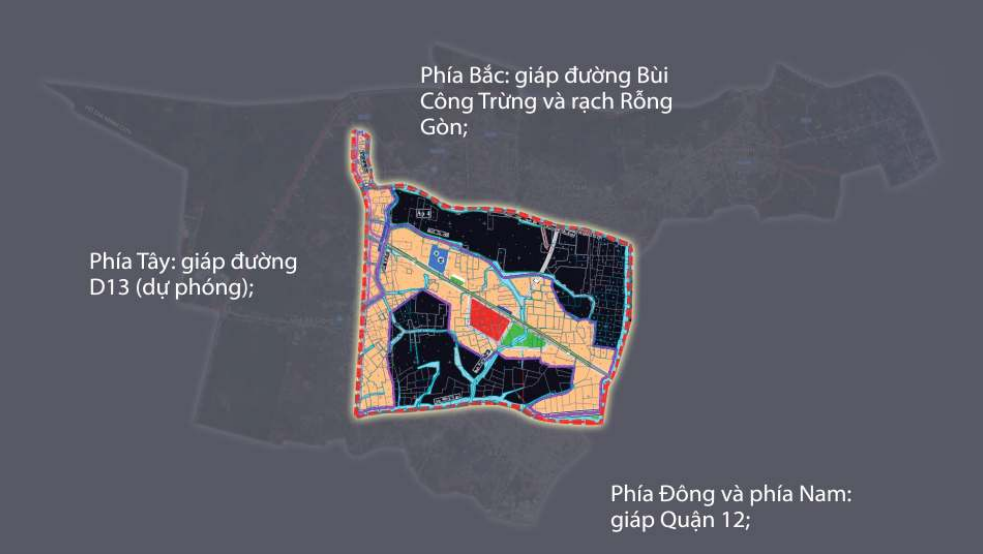 Phía Bắc: giáp đường Bùi
Công Trừng và rạch Rỗng
Gòn;
Phía Tây: giáp đường
D13 (dự phóng);
Phía Đông và phía Nam:
giáp Quận 12;